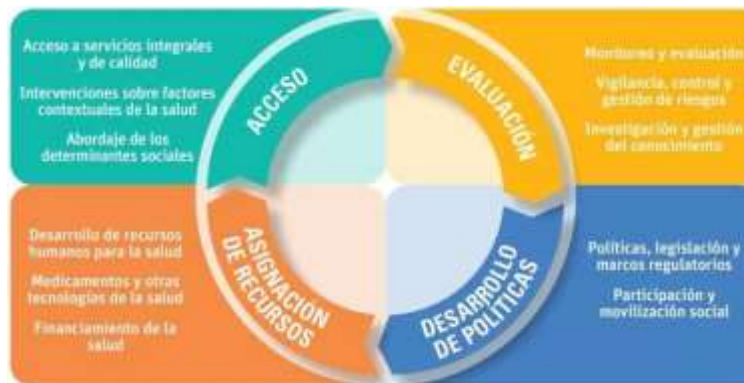 Acceso a servicios integrales
y de calidad
Intervenciones sobre factores
contextuales de la salud
Abordaje de los
determinantes sociales
ACCESO
EVALUACIÓN
Monitoreo y evaluación
Vigilancia, control y
gestión de riesgos
Investigación y gestión
del conocimiento
Desarrollo de recursos
humanos para la salud
Medicamentos y otras
tecnologías de la salud
Financiamiento de la
salud
ASIGNACIÓN
DE RECURSOS
DESARROLLO
DE POLÍTICAS
Políticas, legislación y
marcos regulatorios
Participación y
movilización social